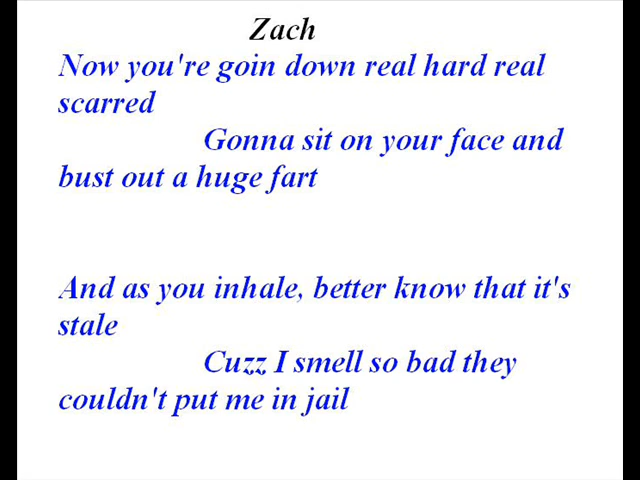 Zach
Now you're goin down real hard real
scarred
Gonna sit on your face and
bust out a huge fart
And as you inhale, better know that it's
stale
Cuzz I smell so bad they
couldn't put me in jail